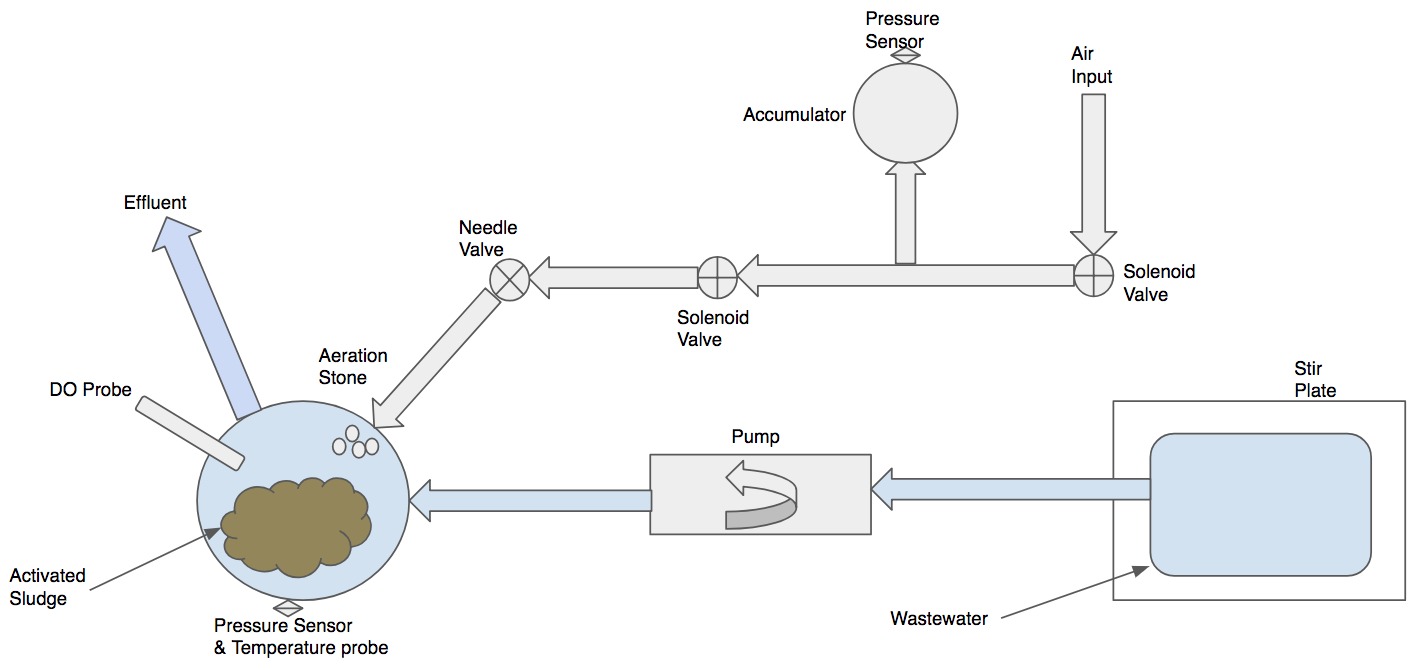 Pressure
Sensor
Air
Input
Accumulator
Effluent
Needle
Valve
Solenoid
Valve
Solenoid
Valve
Aeration
Stone
DO Probe
Stir
Plate
Pump
Activated
Sludge
Wastewater
Pressure Sensor
& Temperature probe